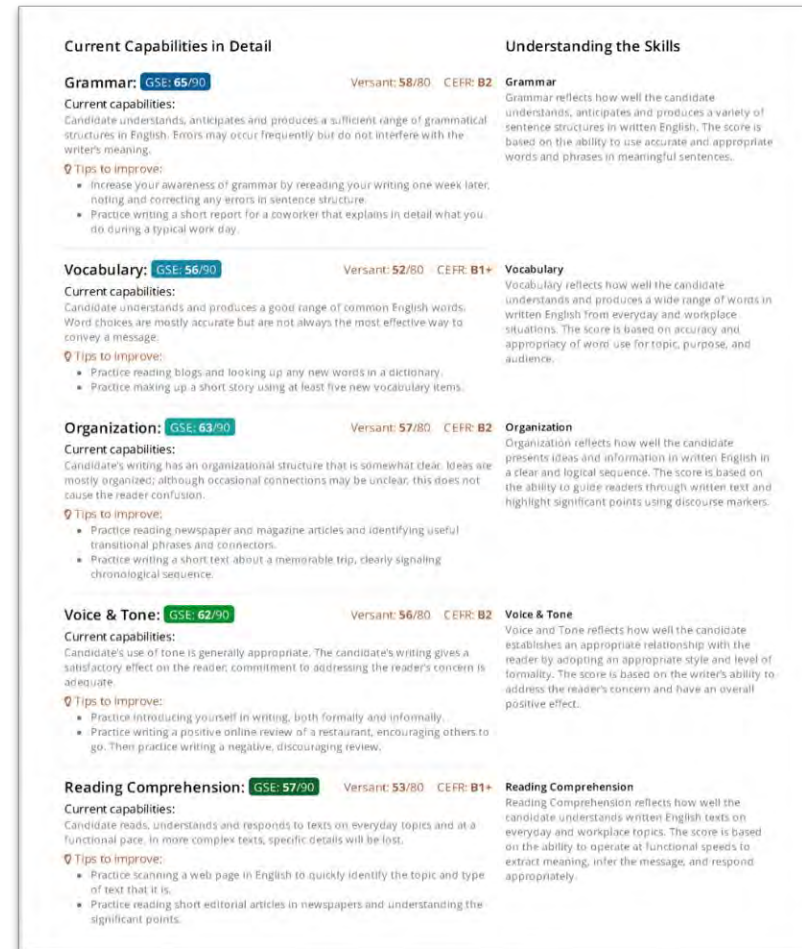 Current Capabilities in Detail
Grammar: GSE: 65/90 Versant: 58/80 CEFR: B2
Current capabilities:
Candidate understands, anticipates and produces a sufficient range of grammatical
structures in English. Errors may occur frequently but do not interfere with the
writer's meaning.
Tips to improve:
Increase your awareness of grammar by rereading your writing one week later,
noting and correcting any errors in sentence structure.
Practice writing a short report for a coworker that explains in detail what you
do during a typical work day.
Vocabulary: GSE: 56/90 Versant: 52/80 CEFR: B1+
Current capabilities:
Candidate understands and produces a good range of common English words.
Word choices are mostly accurate but are not always the most effective way to
convey a message.
Tips to improve:
Practice reading blogs and looking up any new words in a dictionary.
Practice making up a short story using at least five new vocabulary items.
Organization: GSE: 63/90 Versant: 57/80 CEFR: B2
Current capabilities:
Candidate's writing has an organizational structure that is somewhat clear. Ideas are
mostly organized; although occasional connections may be unclear, this does not
cause the reader confusion.
Tips to improve:
Practice reading newspaper and magazine articles and identifying useful
transitional phrases and connectors.
Practice writing a short text about a memorable trip, clearly signaling
chronological sequence.
Voice & Tone: GSE: 62/90 Versant: 56/80 CEFR: B2
Current capabilities:
Candidate's use of tone is generally appropriate. The candidate's writing gives a
satisfactory effect on the reader; commitment to addressing the reader's concern is
adequate.
Tips to improve:
Practice introducing yourself in writing, both formally and informally.
Practice writing a positive online review of a restaurant, encouraging others to
go. Then practice writing a negative, discouraging review.
Reading Comprehension: GSE: 57/90 Versant: 53/80 CEFR: B1+
Current capabilities:
Candidate reads, understands and responds to texts on everyday topics and at a
functional pace. In more complex texts, specific details will be lost.
Tips to improve:
Practice scanning a web page in English to quickly identify the topic and type
of text that it is.
Practice reading short editorial articles in newspapers and understanding the
significant points.
Understanding the Skills
Grammar
Grammar reflects how well the candidate
understands, anticipates and produces a variety of
sentence structures in written English. The score is
based on the ability to use accurate and appropriate
words and phrases in meaningful sentences.
Vocabulary
Vocabulary reflects how well the candidate
understands and produces a wide range of words in
written English from everyday and workplace
situations. The score is based on accuracy and
appropriacy of word use for topic, purpose, and
audience.
Organization
Organization reflects how well the candidate
presents ideas and information in written English in
a clear and logical sequence. The score is based on
the ability to guide readers through written text and
highlight significant points using discourse markers.
Voice & Tone
Voice and Tone reflects how well the candidate
establishes an appropriate relationship with the
reader by adopting an appropriate style and level of
formality. The score is based on the writer's ability to
address the reader's concern and have an overall
positive effect.
Reading Comprehension
Reading Comprehension reflects how well the
candidate understands written English texts on
everyday and workplace topics. The score is based
on the ability to operate at functional speeds to
extract meaning, infer the message, and respond
appropriately.